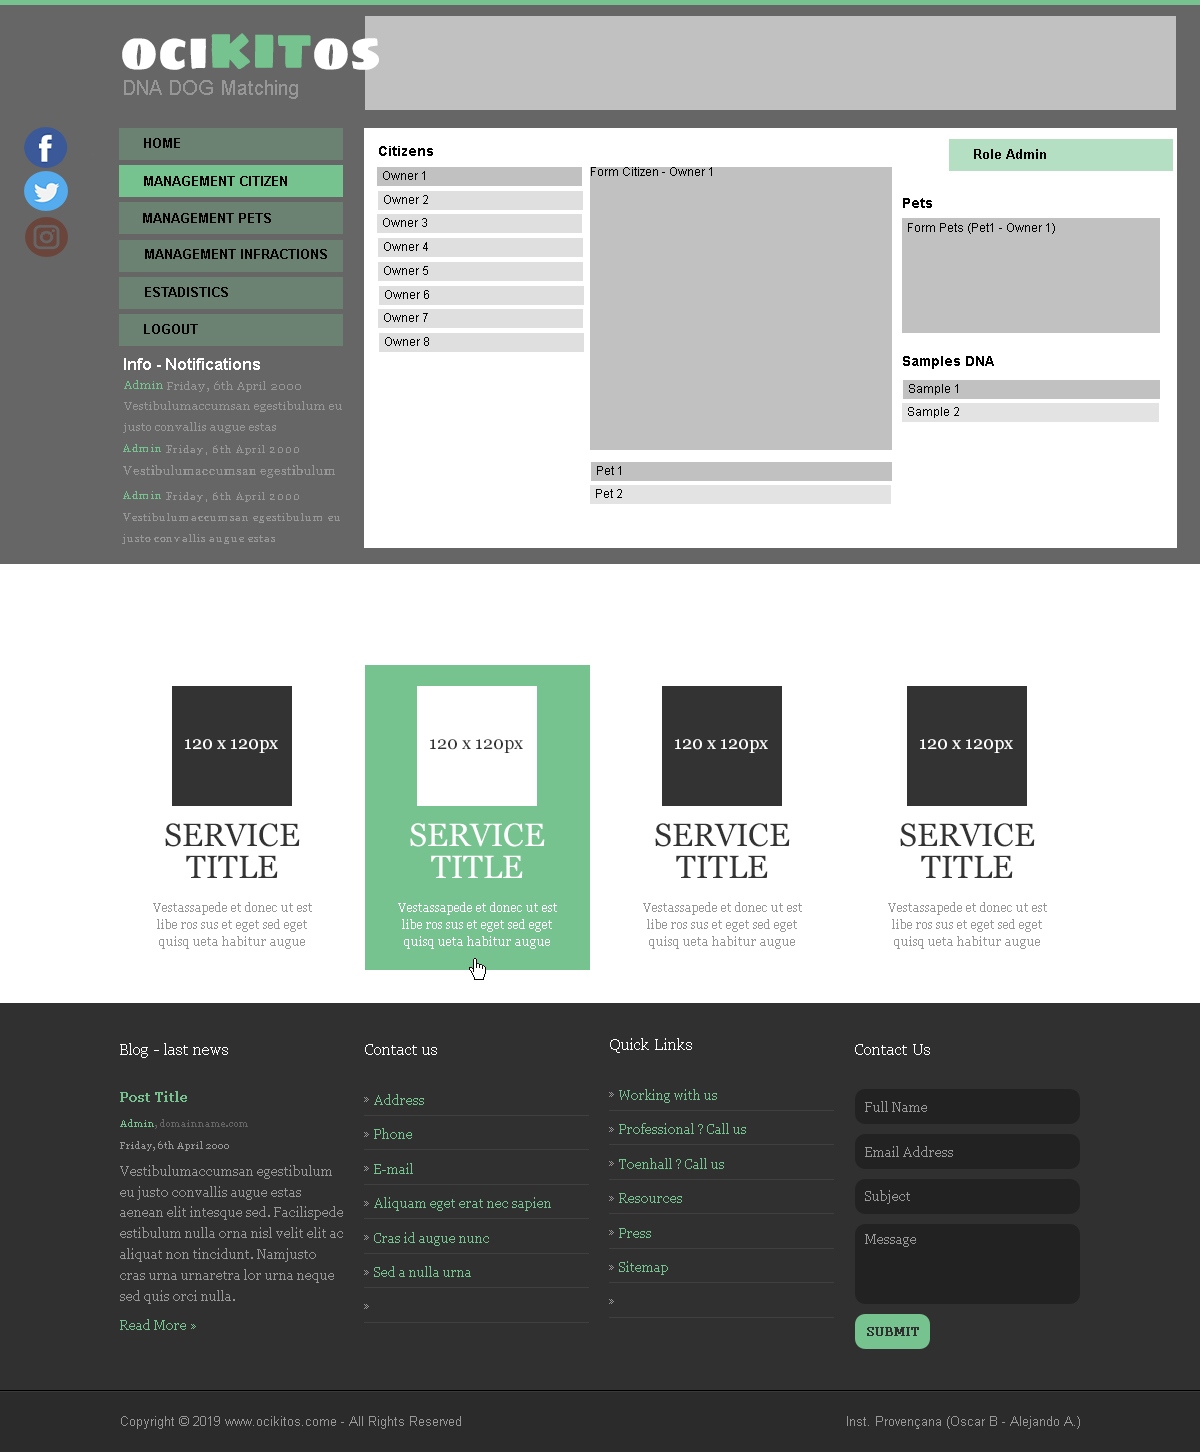 OCIKITOS
DNA DOG Matching
HOME
MANAGEMENT CITIZEN
MANAGEMENT PETS
MANAGEMENT INFRACTIONS
ESTADISTICS
LOGOUT
Info - Notifications
Admin Friday, 6th April 2000
Vestibulumaccumsan egestibulum eu
justo convallis augue estas
Admin Friday, 6th April 2000
Vestibulumaccumsan egestibulum
Admin Friday, 6th April 2000
Vestibulumaccumsan egestibulum eu
justo convallis augue estas
Citizens
Owner 1
Owner 2
Owner 3
Owner 4
Owner 5
Owner 6
Owner 7
Owner 8
Form Citizen - Owner 1
Pet 1
Pet 2
Role Admin
Pets
Form Pets (Pet1 - Owner 1)
Samples DNA
Sample 1
Sample 2
120 x 120px
SERVICE
TITLE
Vestassapede et donec ut est
libe ros sus et eget sed eget
quisq ueta habitur augue
120 x 120px
SERVICE
TITLE
Vestassapede et donec ut est
libe ros sus et eget sed eget
quisq ueta habitur augue
120 x 120px
SERVICE
TITLE
Vestassapede et donec ut est
libe ros sus et eget sed eget
quisq ueta habitur augue
120 x 120px
SERVICE
TITLE
Vestassapede et donec ut est
libe ros sus et eget sed eget
quisq ueta habitur augue
Blog - last news
Post Title
Admin, domainname.com
Friday, 6th April 2000
Vestibulumaccumsan egestibulum
eu justo convallis augue estas
aenean elit intesque sed. Facilispede
estibulum nulla orna nisl velit elit ac
aliquat non tincidunt. Namjusto
cras urna urnaretra lor urna neque
sed quis orci nulla.
Read More »
Contact us
» Address
» Phone
» E-mail
» Aliquam eget erat nec sapien
» Cras id augue nunc
» Sed a nulla urna
»
Quick Links
» Working with us
» Professional ? Call us
» Toenhall ? Call us
» Resources
» Press
» Sitemap
»
Contact Us
Full Name
Email Address
Subject
Message
SUBMIT
Copyright © 2019 www.ocikitos.come - All Rights Reserved
Inst. Provençana (Oscar B - Alejando A.)